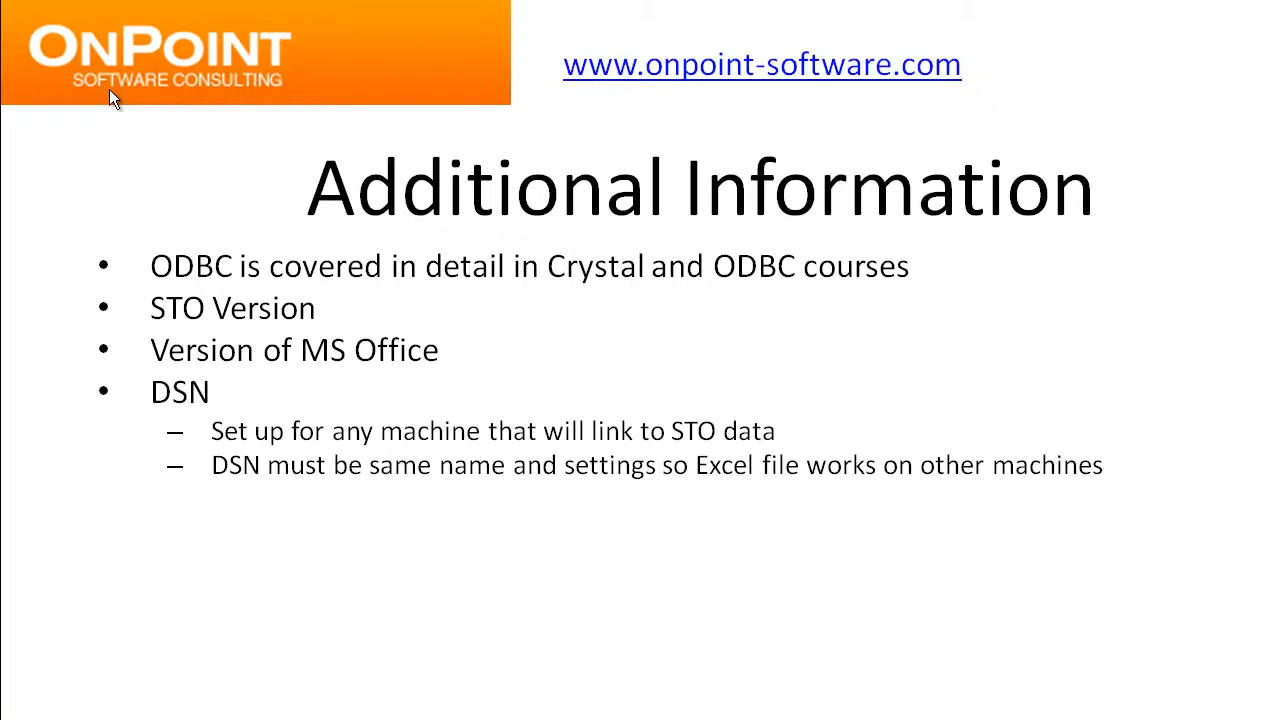 ONPOINT
SOFTWARE CONSULTING
www.onpoint-software.com
Additional Information
• ODBC is covered in detail in Crystal and ODBC courses
• STO Version
• Version of MS Office
• DSN
– Set up for any machine that will link to STO data
– DSN must be same name and settings so Excel file works on other machines